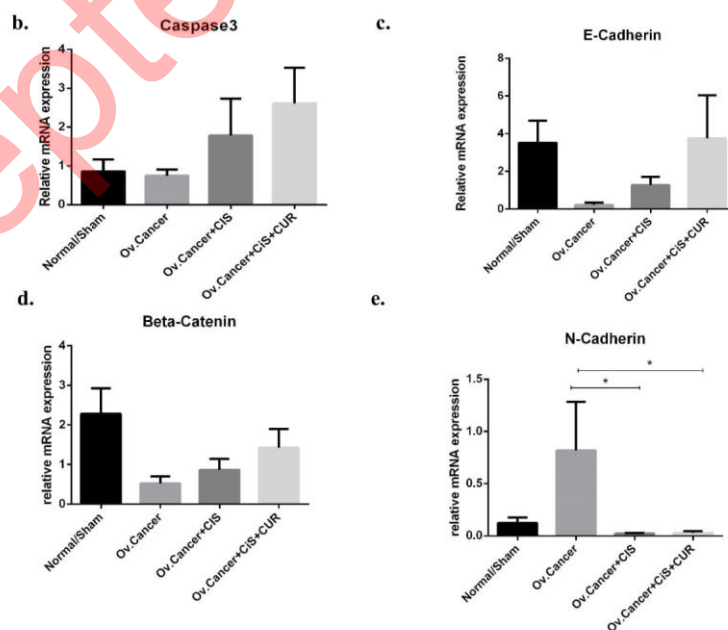 b.
Caspase3
Relative mRNA expression
4
3
2
1
0
Normal/Sham
Ov.Cancer
Ov.Cancer+CiS
Ov.Cancer+CiS+CUR
c.
E-Cadherin
Relative mRNA expression
8
6
4
2
0
Normal/Sham
Ov.Cancer
Ov.Cancer+CiS
Ov.Cancer+CiS+CUR
d.
Beta-Catenin
relative mRNA expression
4
3
2
1
0
Normal/Sham
Ov.Cancer
Ov.Cancer+CiS
Ov.Cancer+CiS+CUR
e.
N-Cadherin
relative mRNA expression
1.5
1.0
0.5
0.0
*
*
Normal/Sham
Ov.Cancer
Ov.Cancer+CiS
Ov.Cancer+CiS+CUR